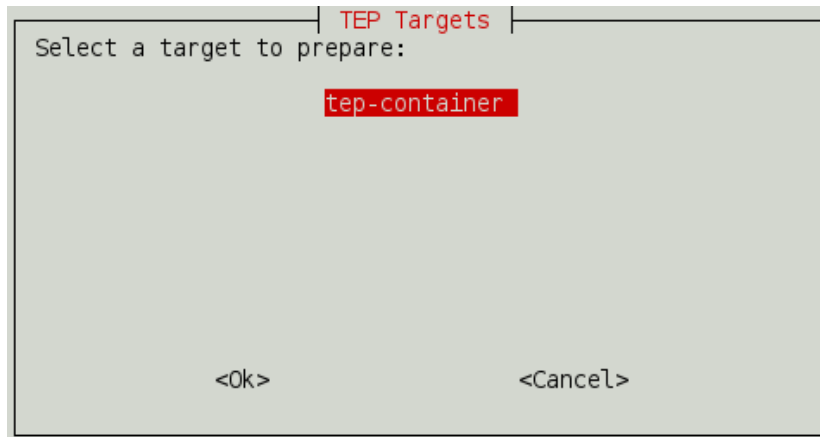 TEP Targets
Select a target to prepare:
tep-container
<Ok> <Cancel>